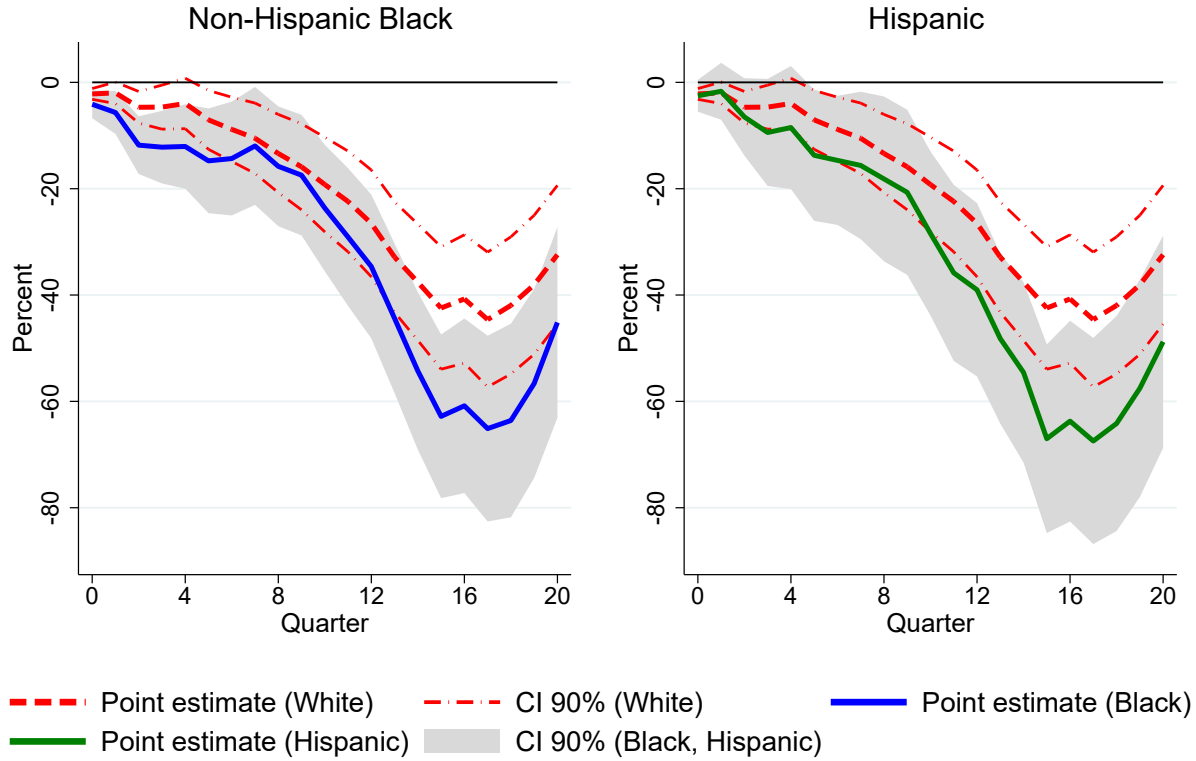 Non-Hispanic Black
Hispanic
Percent
0
-20
-40
-60
-80
0 4 8 12 16 20
Quarter
Percent
0
-20
-40
-60
-80
0 4 8 12 16 20
Quarter
Point estimate (White) CI 90% (White) Point estimate (Black)
Point estimate (Hispanic) CI 90% (Black, Hispanic)